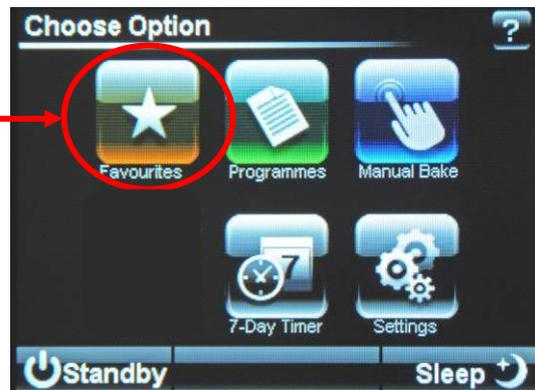 Choose Option
?
Favourites Programmes Manual Bake
7
7-Day Timer Settings
Standby Sleep